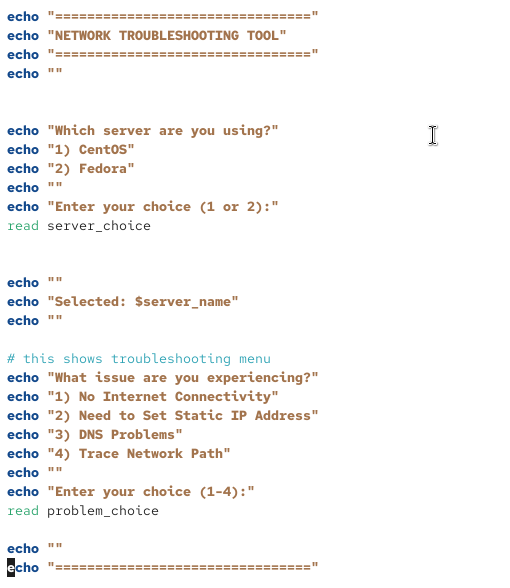 echo "================================"
echo "NETWORK TROUBLESHOOTING TOOL"
echo "================================"
echo ""
echo "Which server are you using?"
echo "1) CentOS"
echo "2) Fedora"
echo ""
echo "Enter your choice (1 or 2):"
read server_choice
echo ""
echo "Selected: $server_name"
echo ""
# this shows troubleshooting menu
echo "What issue are you experiencing?"
echo "1) No Internet Connectivity"
echo "2) Need to Set Static IP Address"
echo "3) DNS Problems"
echo "4) Trace Network Path"
echo ""
echo "Enter your choice (1-4):"
read problem_choice
echo ""
echo "================================"